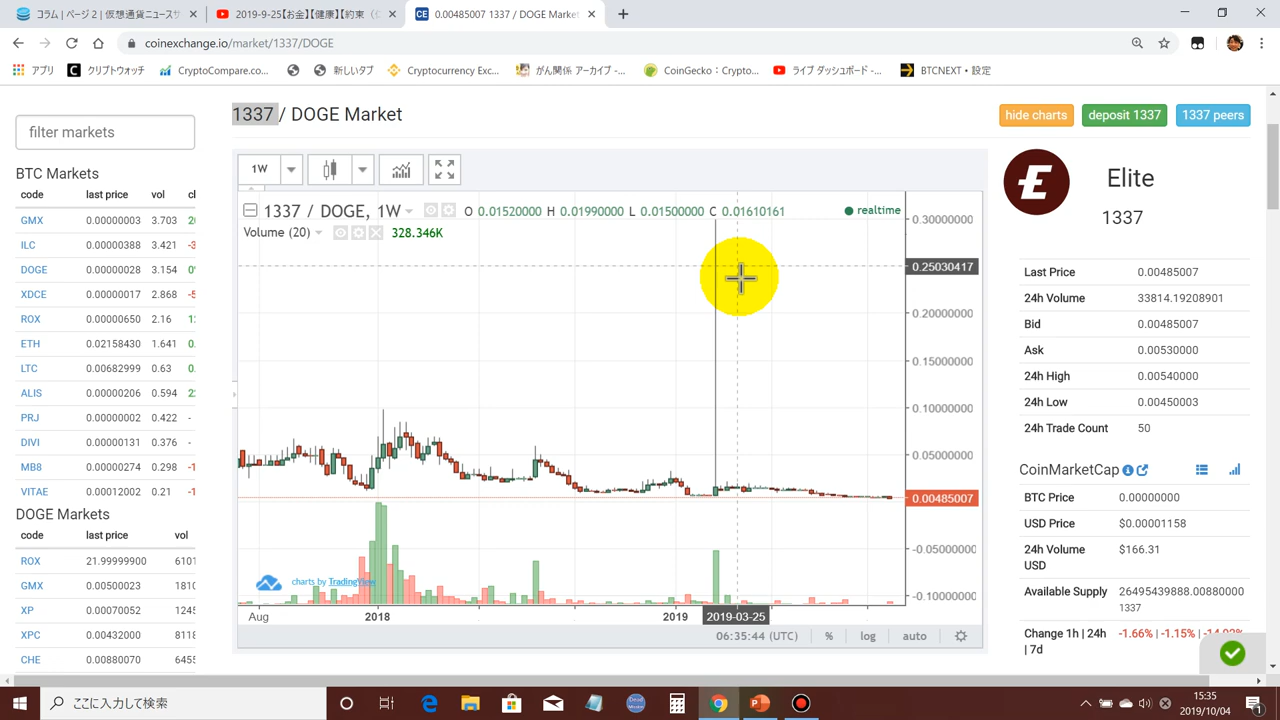 コラム | ページ 2 | 仮想通貨ニュースサ
2019-9-25【お金】【健康】【約束
0.00485007 1337 / DOGE Market
coinexchange.io/market/1337/DOGE
アプリ
クリプトウォッチ
CryptoCompare.co...
新しいタブ
Cryptocurrency Exc...
がん関係 アーカイブ -...
CoinGecko：Crypto...
ライブ ダッシュボード -...
BTCNEXT・設定
filter markets
1337 / DOGE Market
hide charts
deposit 1337
1337 peers
BTC Markets
code last price vol
GMX 0.00000003 3.703
ILC 0.00000388 3.421
DOGE 0.00000028 3.154
XDCE 0.00000017 2.868
ROX 0.00000650 2.16
ETH 0.02158430 1.641
LTC 0.00682999 0.63
ALIS 0.00000206 0.594
PRJ 0.00000002 0.422 -
DIVI 0.00000131 0.376 -
MB8 0.00000274 0.298
VITAE 0.00012002 0.21
DOGE Markets
code last price vol
ROX 21.99999900 6101
GMX 0.00500023 1810
XP 0.00070052 1245
XPC 0.00432000 8118
CHE 0.00880070 6455
1W
1337 / DOGE, 1W
O 0.01520000 H 0.01990000 L 0.01500000 C 0.01610161
realtime
Volume (20)
328.346K
0.30000000
0.25030417
0.20000000
0.15000000
0.10000000
0.05000000
0.00485007
-0.05000000
-0.10000000
charts by TradingView
Aug 2018 2019 2019-03-25
06:35:44 (UTC) % log auto
Elite
1337
Last Price 0.00485007
24h Volume 33814.19208901
Bid 0.00485007
Ask 0.00530000
24h High 0.00540000
24h Low 0.00450003
24h Trade Count 50
CoinMarketCap
BTC Price 0.00000000
USD Price $0.00001158
24h Volume USD $166.31
Available Supply 26495439888.00880000 1337
Change 1h | 24h | 7d -1.66% | -1.15% |
ここに入力して検索
15:35
2019/10/04